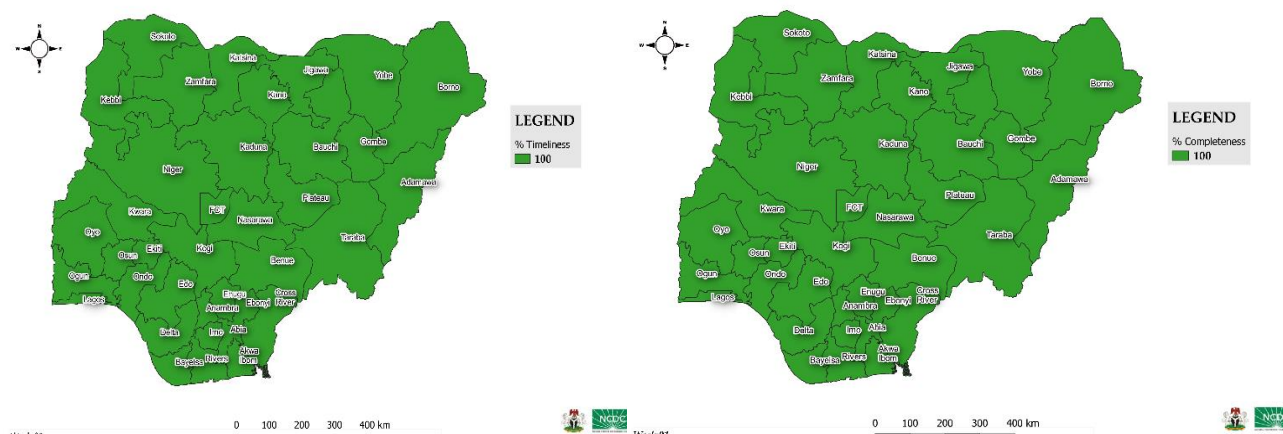 N
W E
S
Sokoto
Katsina
Jigawa
Yobe
Zamfara
Borno
Kano
Kebbi
Kaduna
Bauchi
Gombe
Niger
Adamawa
Plateau
FCT
Kwara
Nasarawa
Oyo
Taraba
Ekiti
Kogi
Osun
Benue
Ogun
Ondo
Edo
Lagos
Enugu
Cross
River
Anambra
Ebonyi
Delta
Imo
Abia
Bayelsa
Rivers
Akwa
Ibom
LEGEND
% Timeliness
100
0 100 200 300 400 km
NCDC
N
W E
S
Sokoto
Katsina
Jigawa
Yobe
Zamfara
Borno
Kano
Kebbi
Kaduna
Bauchi
Gombe
Niger
Adamawa
Plateau
Kwara
FCT
Nasarawa
Oyo
Taraba
Ekiti
Kogi
Osun
Benue
Ogun
Ondo
Edo
Lagos
Enugu
Cross
River
Anambra
Ebonyi
Delta
Imo
Abia
Bayelsa
Rivers
Akwa
Ibom
LEGEND
% Completeness
100
0 100 200 300 400 km
NCDC